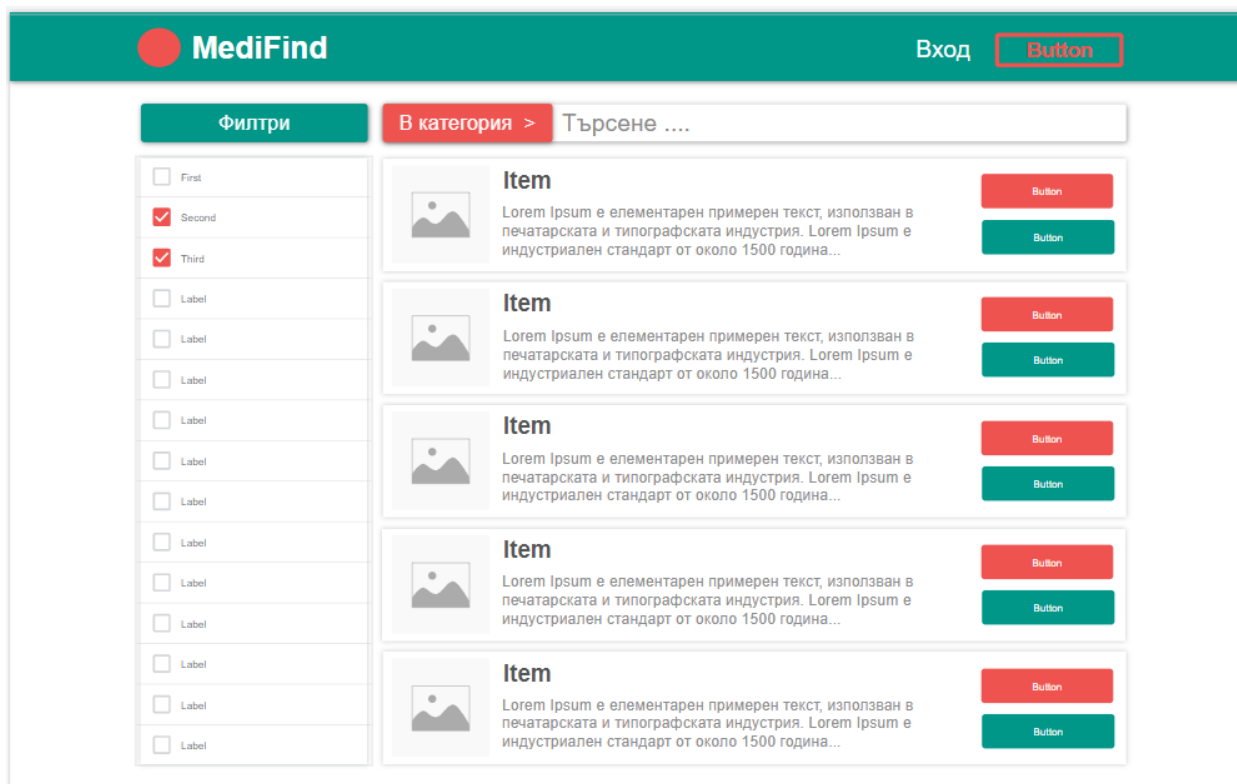 MediFind
Вход
Button
Филтри
В категория >
Търсене ....
First
Second
Third
Label
Label
Label
Label
Label
Label
Label
Label
Label
Label
Label
Label
Item
Lorem Ipsum е елементарен примерен текст, използван в
печатарската и типографската индустрия. Lorem Ipsum е
индустриален стандарт от около 1500 година...
Button
Button
Item
Lorem Ipsum е елементарен примерен текст, използван в
печатарската и типографската индустрия. Lorem Ipsum е
индустриален стандарт от около 1500 година...
Button
Button
Item
Lorem Ipsum е елементарен примерен текст, използван в
печатарската и типографската индустрия. Lorem Ipsum е
индустриален стандарт от около 1500 година...
Button
Button
Item
Lorem Ipsum е елементарен примерен текст, използван в
печатарската и типографската индустрия. Lorem Ipsum е
индустриален стандарт от около 1500 година...
Button
Button
Item
Lorem Ipsum е елементарен примерен текст, използван в
печатарската и типографската индустрия. Lorem Ipsum е
индустриален стандарт от около 1500 година...
Button
Button